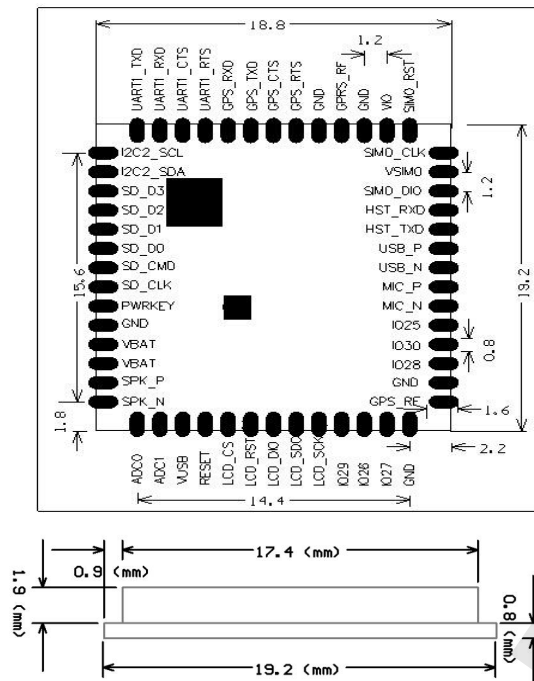 18.8
1.2
UART1_TXD
UART1_RXD
UART1_CTS
UART1_RTS
GPS_RXD
GPS_TXD
GPS_CTS
GPS_RTS
GND
GPRS_RF
GND
VIO
SIM0_RST
I2C2_SCL
I2C2_SDA
SD_D3
SD_D2
SD_D1
SD_D0
SD_CMD
SD_CLK
PWRKEY
GND
VBAT
VBAT
SPK_P
SPK_N
SIM0_CLK
VSIM0
SIM0_DIO
HST_RXD
HST_TXD
USB_P
USB_N
MIC_P
MIC_N
IO25
IO30
IO28
GND
GPS_RF
15.6
1.8
1.2
19.2
0.8
1.6
2.2
ADC0
ADC1
VUSB
RESET
LCD_CS
LCD_RST
LCD_DIO
LCD_SDC
LCD_SCK
IO29
IO26
IO27
GND
14.4
17.4 (mm)
0.9 (mm)
1.9 (mm)
0.8 (mm)
19.2 (mm)